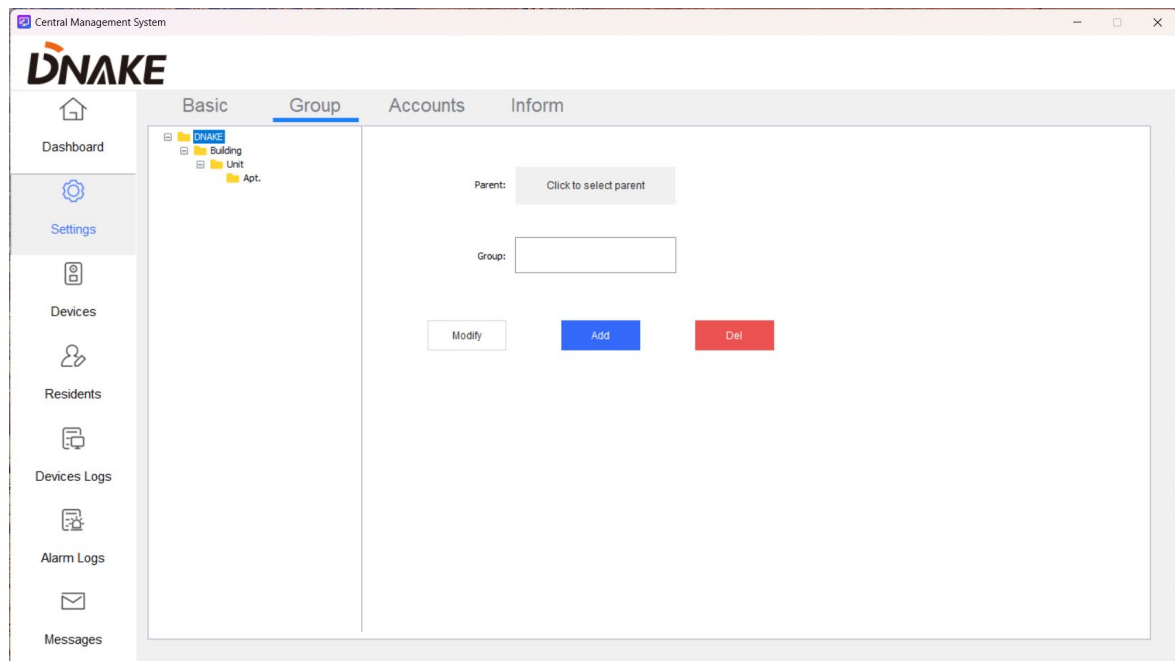 Central Management System
DNAKE
Dashboard
Settings
Devices
Residents
Devices Logs
Alarm Logs
Messages
Basic Group Accounts Inform
DNAKE
Building
Unit
Apt.
Parent: Click to select parent
Group:
Modify Add Del